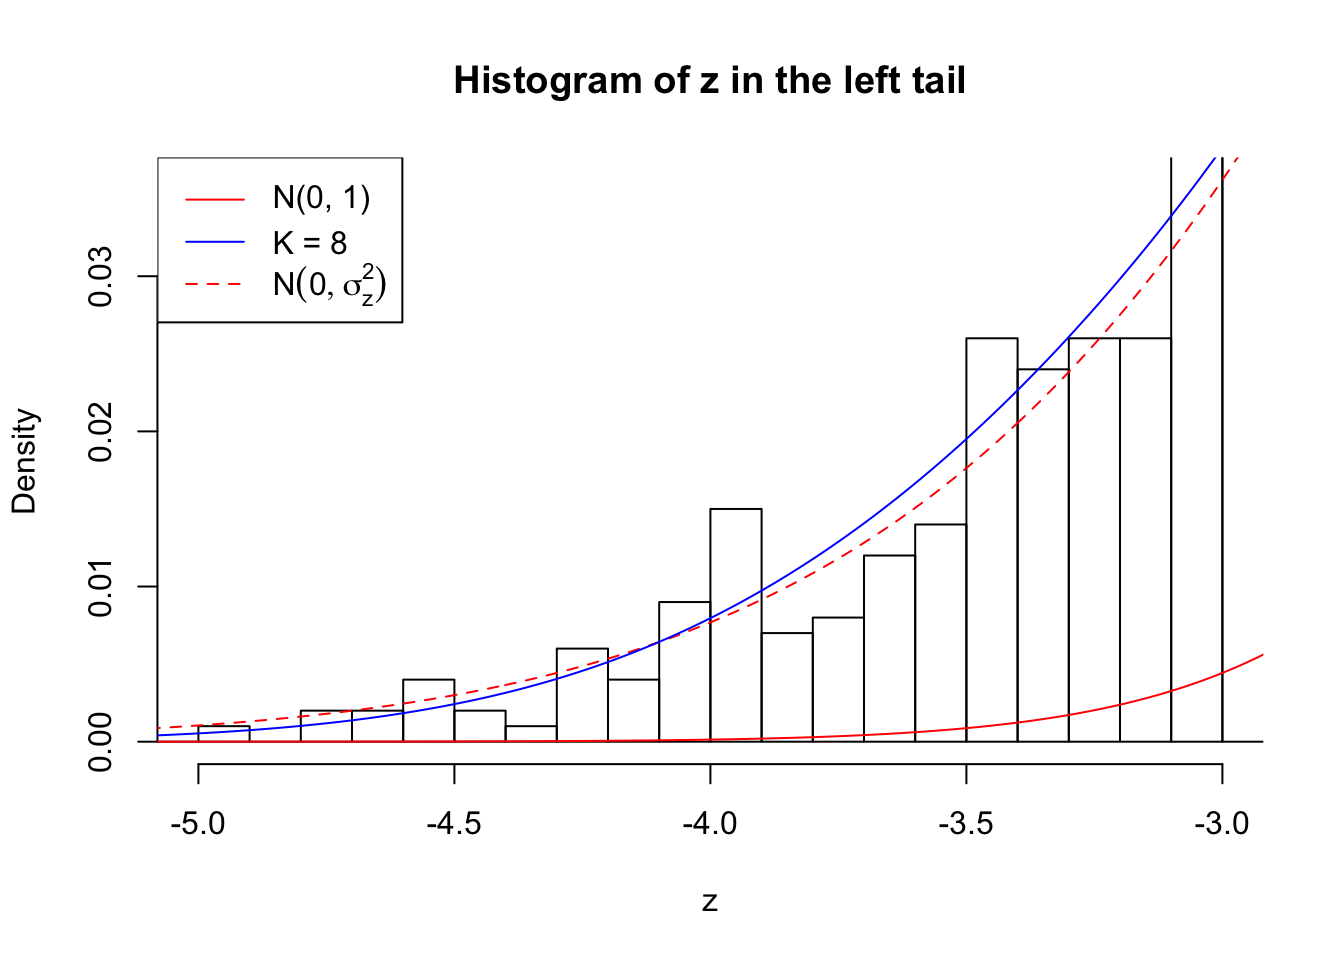 Histogram of z in the left tail
N(0, 1)
K = 8
N(0, σ_z^2)
Density
0.03
0.02
0.01
0.00
-5.0 -4.5 -4.0 -3.5 -3.0
z